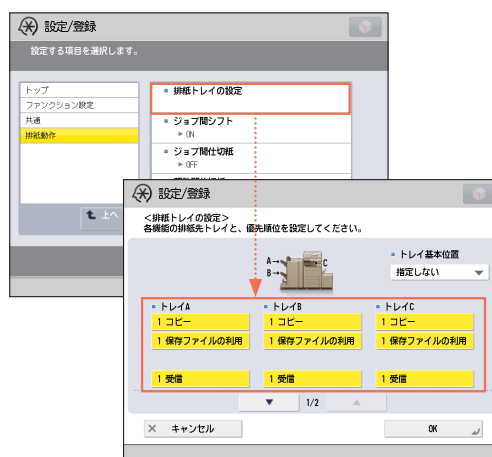 設定/登録
設定する項目を選択します。
トップ
ファンクション設定
共通
排紙動作
排紙トレイの設定
ジョブ間シフト
ON
ジョブ間仕切紙
OFF
上へ
設定/登録
<排紙トレイの設定>
各機能の排紙先トレイと、優先順位を設定してください。
A
B
C
トレイ基本位置
指定しない
トレイA トレイB トレイC
1 コピー 1 コピー 1 コピー
1 保存ファイルの利用 1 保存ファイルの利用 1 保存ファイルの利用
1 受信 1 受信 1 受信
1/2
キャンセル OK